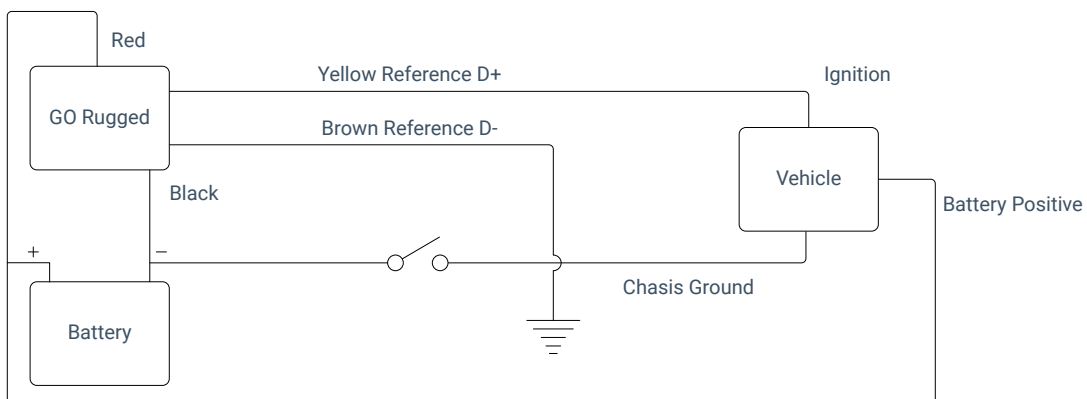 Red
Yellow Reference D+
Ignition
GO Rugged
Brown Reference D-
Vehicle
Black
Battery Positive
+
–
Chasis Ground
Battery